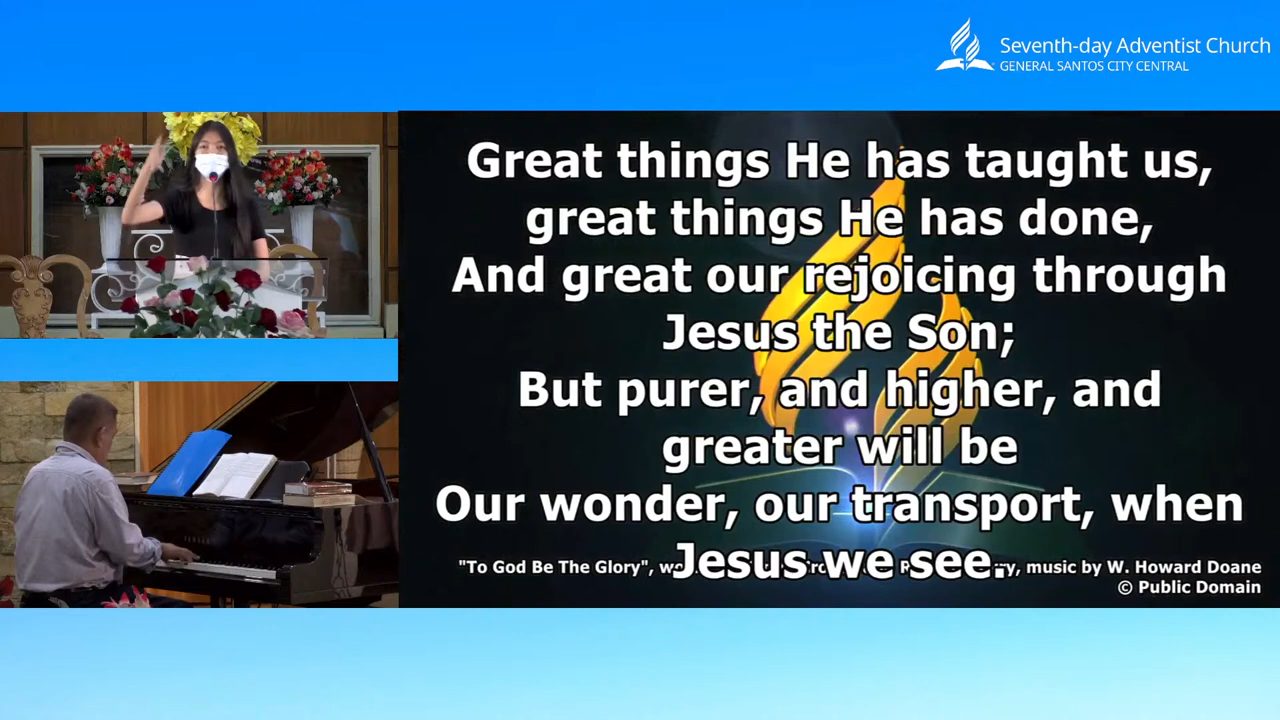 Seventh-day Adventist Church
GENERAL SANTOS CITY CENTRAL
Great things He has taught us,
great things He has done,
And great our rejoicing through
Jesus the Son;
But purer, and higher, and
greater will be
Our wonder, our transport, when
Jesus we see.
"To God Be The Glory", music by W. Howard Doane
© Public Domain